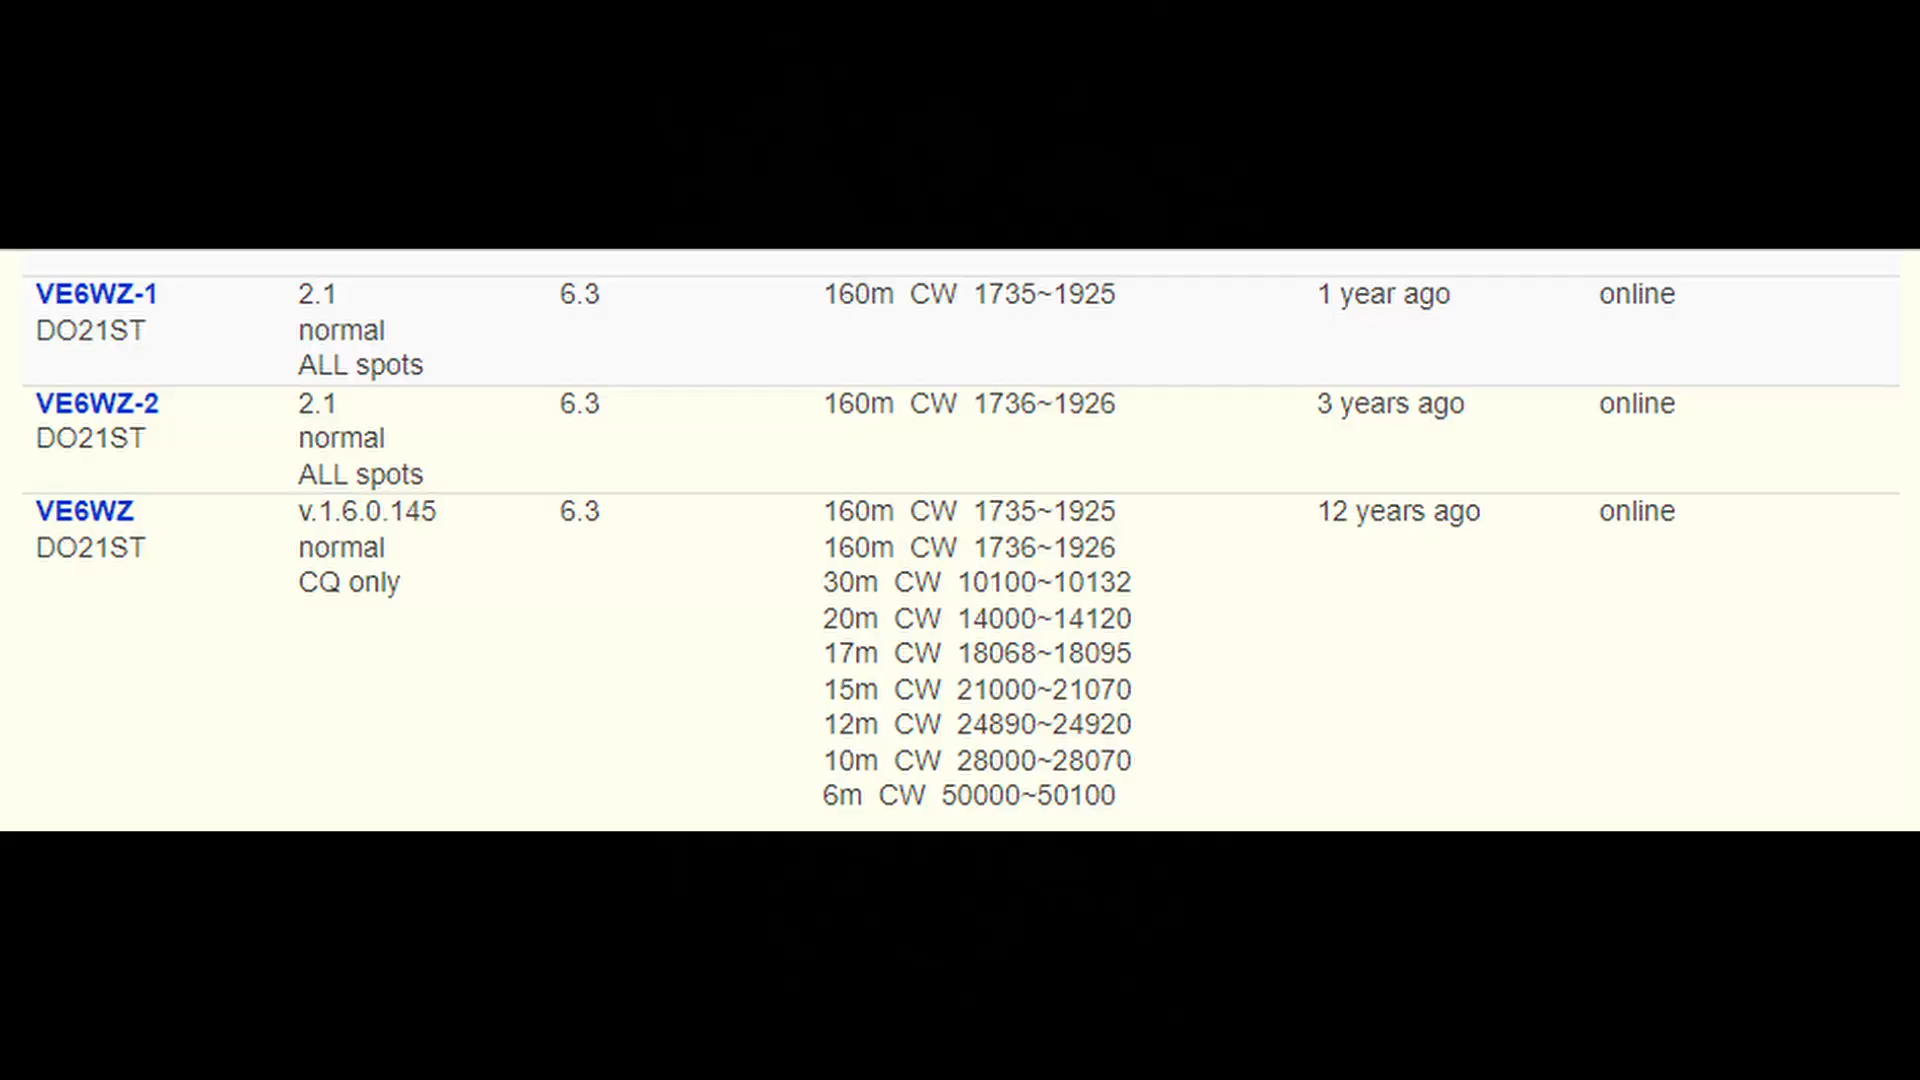 VE6WZ-1 2.1 6.3 160m CW 1735~1925 1 year ago online
DO21ST normal
ALL spots
VE6WZ-2 2.1 6.3 160m CW 1736~1926 3 years ago online
DO21ST normal
ALL spots
VE6WZ v.1.6.0.145 6.3 160m CW 1735~1925 12 years ago online
DO21ST normal 160m CW 1736~1926
CQ only 30m CW 10100~10132
20m CW 14000~14120
17m CW 18068~18095
15m CW 21000~21070
12m CW 24890~24920
10m CW 28000~28070
6m CW 50000~50100